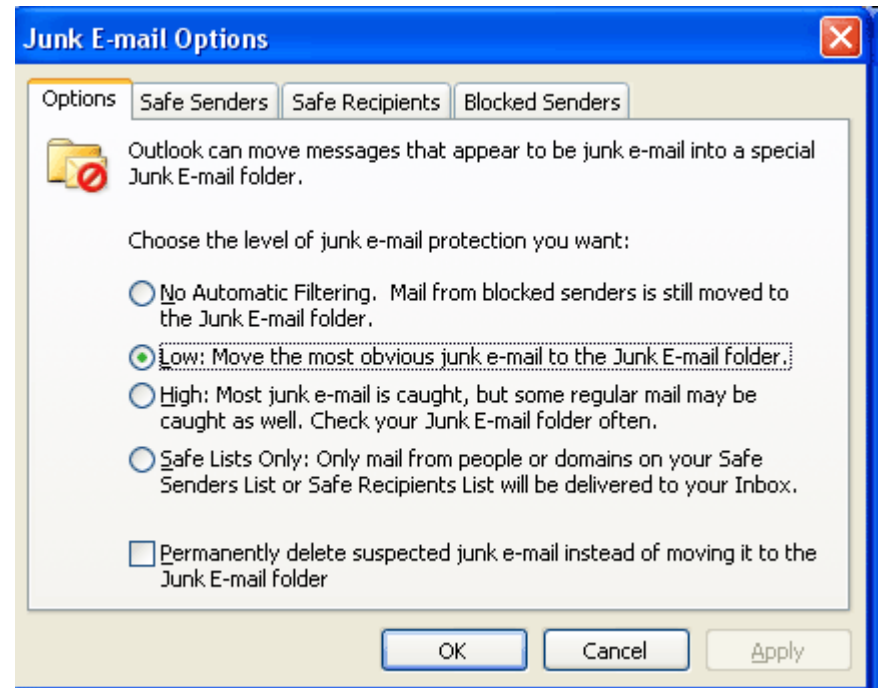 Junk E-mail Options
Options Safe Senders Safe Recipients Blocked Senders
Outlook can move messages that appear to be junk e-mail into a special
Junk E-mail folder.
Choose the level of junk e-mail protection you want:
No Automatic Filtering. Mail from blocked senders is still moved to
the Junk E-mail folder.
Low: Move the most obvious junk e-mail to the Junk E-mail folder.
High: Most junk e-mail is caught, but some regular mail may be
caught as well. Check your Junk E-mail folder often.
Safe Lists Only: Only mail from people or domains on your Safe
Senders List or Safe Recipients List will be delivered to your Inbox.
Permanently delete suspected junk e-mail instead of moving it to the
Junk E-mail folder
OK Cancel Apply